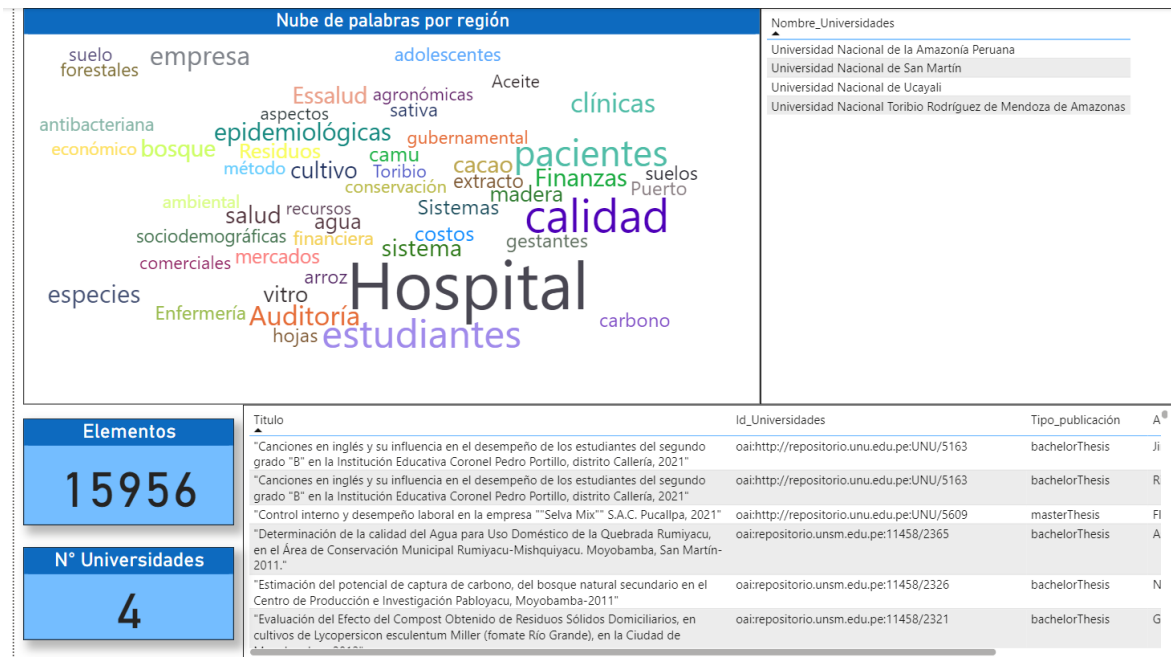 Nube de palabras por región
suelo
empresa
adolescentes
forestales
Aceite
Essalud
agronómicas
clínicas
aspectos
sativa
antibacteriana
epidemiológicas
gubernamental
económico
bosque
Residuos
camu
cacao
pacientes
método
cultivo
Toribio
extracto
Finanzas
suelos
conservación
madera
Puerto
ambiental
salud
recursos
agua
Sistemas
calidad
sociodemográficas
financiera
sistema
costos
gestantes
comerciales
mercados
arroz
Hospital
especies
vitro
Enfermería
Auditoría
hojas
estudiantes
carbono
Nombre_Universidades
Universidad Nacional de la Amazonía Peruana
Universidad Nacional de San Martín
Universidad Nacional de Ucayali
Universidad Nacional Toribio Rodríguez de Mendoza de Amazonas
Elementos
15956
N° Universidades
4
Titulo Id_Universidades Tipo_publicación A
"Canciones en inglés y su influencia en el desempeño de los estudiantes del segundo oai:http://repositorio.unu.edu.pe:UNU/5163 bachelorThesis Ji
grado "B" en la Institución Educativa Coronel Pedro Portillo, distrito Callería, 2021"
"Canciones en inglés y su influencia en el desempeño de los estudiantes del segundo oai:http://repositorio.unu.edu.pe:UNU/5163 bachelorThesis R
grado "B" en la Institución Educativa Coronel Pedro Portillo, distrito Callería, 2021"
"Control interno y desempeño laboral en la empresa ""Selva Mix"" S.A.C. Pucallpa, 2021" oai:http://repositorio.unu.edu.pe:UNU/5609 masterThesis Fl
"Determinación de la calidad del Agua para Uso Doméstico de la Quebrada Rumiyacu, oai:repositorio.unsm.edu.pe:11458/2365 bachelorThesis A
en el Área de Conservación Municipal Rumiyacu-Mishquiyacu. Moyobamba, San Martín-
2011."
"Estimación del potencial de captura de carbono, del bosque natural secundario en el oai:repositorio.unsm.edu.pe:11458/2326 bachelorThesis N
Centro de Producción e Investigación Pabloyacu, Moyobamba-2011"
"Evaluación del Efecto del Compost Obtenido de Residuos Sólidos Domiciliarios, en oai:repositorio.unsm.edu.pe:11458/2321 bachelorThesis G
cultivos de Lycopersicon esculentum Miller (fomate Río Grande), en la Ciudad de